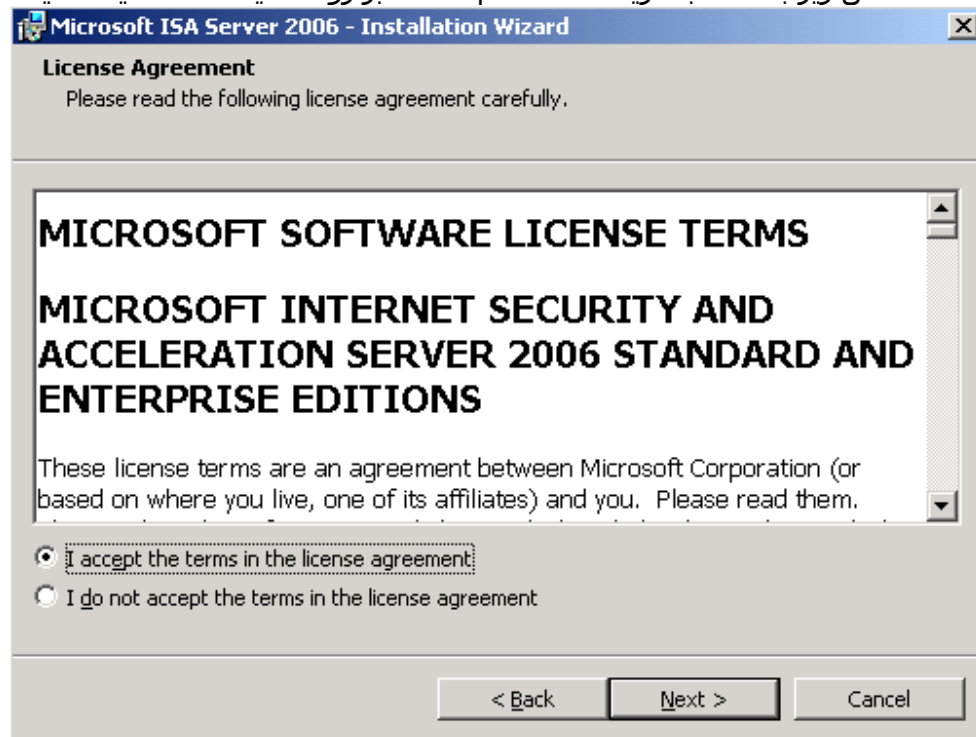 Microsoft ISA Server 2006 - Installation Wizard
License Agreement
Please read the following license agreement carefully.
MICROSOFT SOFTWARE LICENSE TERMS
MICROSOFT INTERNET SECURITY AND
ACCELERATION SERVER 2006 STANDARD AND
ENTERPRISE EDITIONS
These license terms are an agreement between Microsoft Corporation (or
based on where you live, one of its affiliates) and you. Please read them.
I accept the terms in the license agreement
I do not accept the terms in the license agreement
< Back
Next >
Cancel